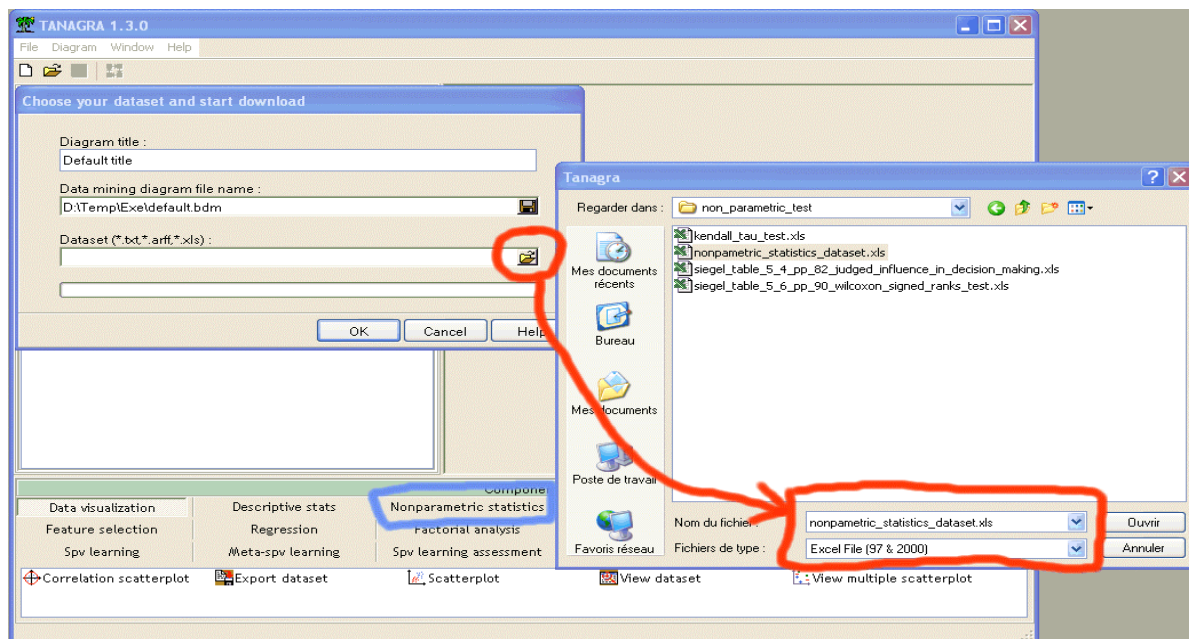 TANAGRA 1.3.0
File Diagram Window Help
Choose your dataset and start download
Diagram title :
Default title
Data mining diagram file name :
D:\Temp\Exe\default.bdm
Dataset (*.txt,*.arff,*.xls) :
OK Cancel Help
Tanagra
Regarder dans : non_parametric_test
kendall_tau_test.xls
nonpametric_statistics_dataset.xls
siegel_table_5_4_pp_82_judged_influence_in_decision_making.xls
siegel_table_5_6_pp_90_wilcoxon_signed_ranks_test.xls
Mes documents
récents
Bureau
Mes documents
Poste de travail
Favoris réseau
Nom du fichier : nonpametric_statistics_dataset.xls Ouvrir
Fichiers de type : Excel File (97 & 2000) Annuler
Data visualization Descriptive stats Nonparametric statistics
Feature selection Regression Factorial analysis
Spv learning Meta-spv learning Spv learning assessment
Correlation scatterplot Export dataset Scatterplot View dataset View multiple scatterplot